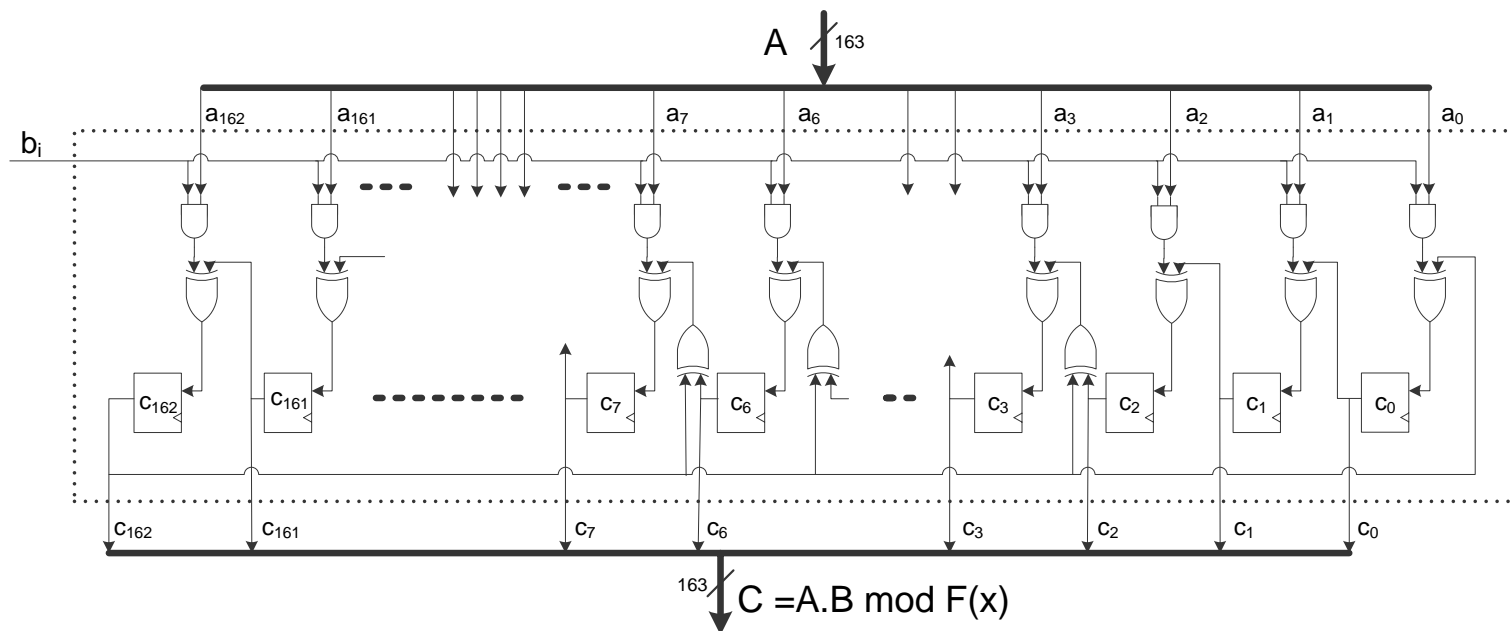 A
163
a₁₆₂ a₁₆₁ a₇ a₆ a₃ a₂ a₁ a₀
bᵢ
c₁₆₂ c₁₆₁ c₇ c₆ c₃ c₂ c₁ c₀
c₁₆₂ c₁₆₁ c₇ c₆ c₃ c₂ c₁ c₀
163
C =A.B mod F(x)